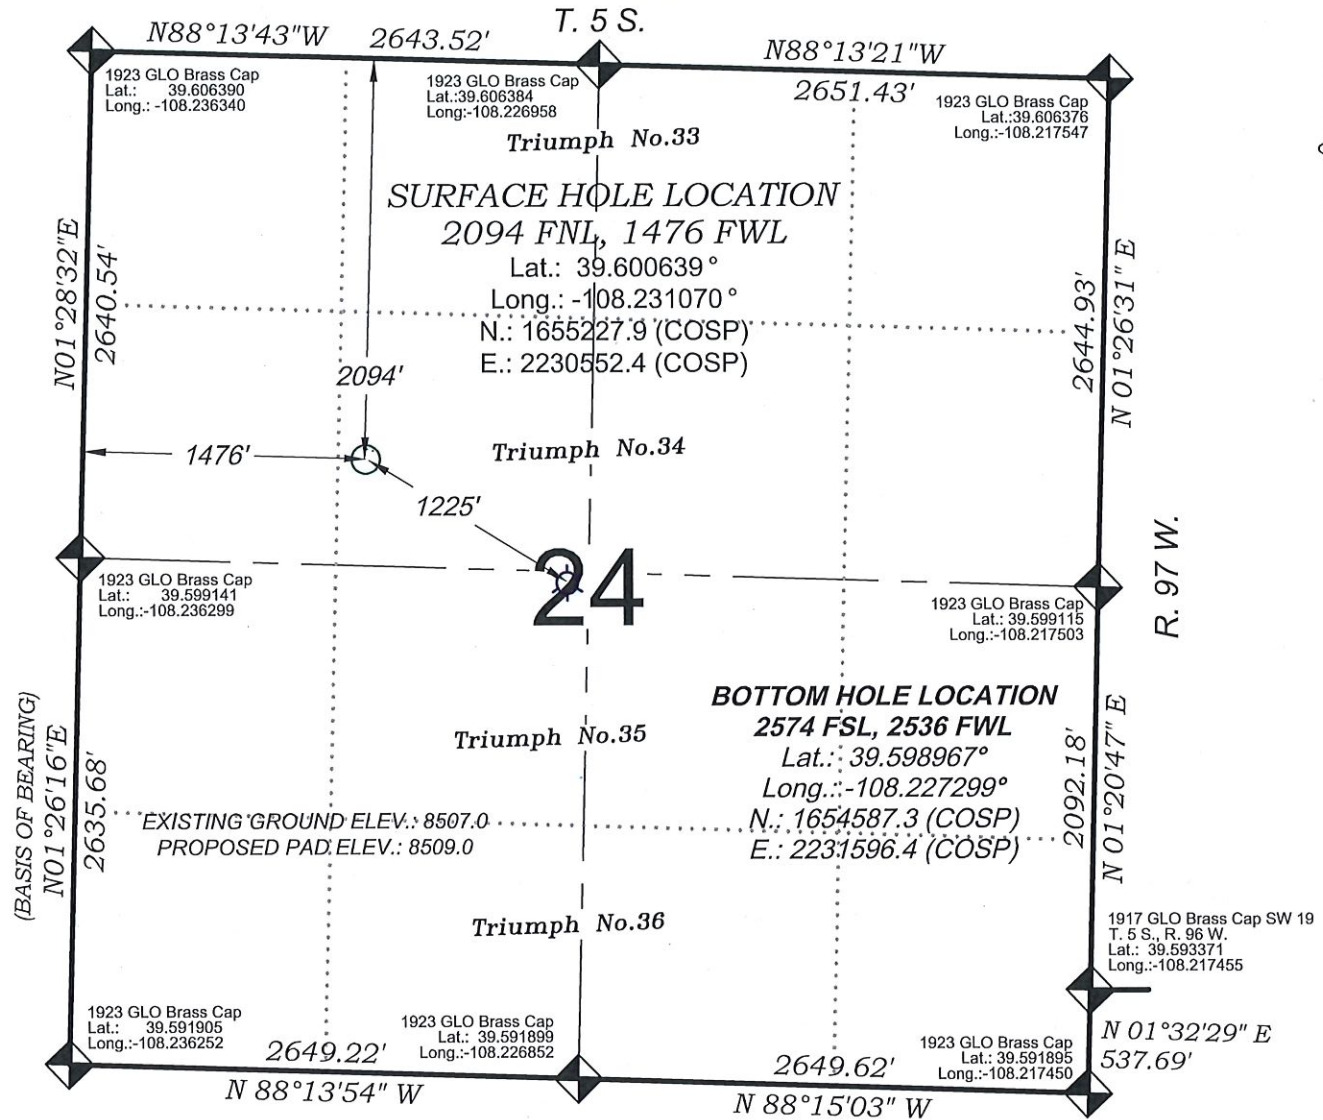 T. 5 S.
N88°13'43"W 2643.52'
N88°13'21"W
2651.43'
1923 GLO Brass Cap
Lat.: 39.606390
Long.: -108.236340
1923 GLO Brass Cap
Lat.:39.606384
Long:-108.226958
1923 GLO Brass Cap
Lat.:39.606376
Long.:-108.217547
Triumph No.33
SURFACE HOLE LOCATION
2094 FNL, 1476 FWL
Lat.: 39.600639°
Long.: -108.231070°
N.: 1655227.9 (COSP)
E.: 2230552.4 (COSP)
N01°28'32"E
2640.54'
2644.93'
N 01°26'31" E
2094'
1476'
Triumph No.34
1225'
24
R. 97 W.
1923 GLO Brass Cap
Lat.: 39.599141
Long.:-108.236299
1923 GLO Brass Cap
Lat.: 39.599115
Long.:-108.217503
BOTTOM HOLE LOCATION
2574 FSL, 2536 FWL
Lat.: 39.598967°
Long.:-108.227299°
N.: 1654587.3 (COSP)
E.: 2231596.4 (COSP)
Triumph No.35
(BASIS OF BEARING)
N01°26'16"E
2635.68'
2092.18'
N 01°20'47" E
EXISTING GROUND ELEV.: 8507.0
PROPOSED PAD ELEV.: 8509.0
Triumph No.36
1917 GLO Brass Cap SW 19
T. 5 S., R. 96 W.
Lat.: 39.593371
Long.:-108.217455
1923 GLO Brass Cap
Lat.: 39.591905
Long.:-108.236252
1923 GLO Brass Cap
Lat.: 39.591899
Long.:-108.226852
1923 GLO Brass Cap
Lat.: 39.591895
Long.:-108.217450
N 01°32'29" E
537.69'
2649.22'
N 88°13'54" W
2649.62'
N 88°15'03" W